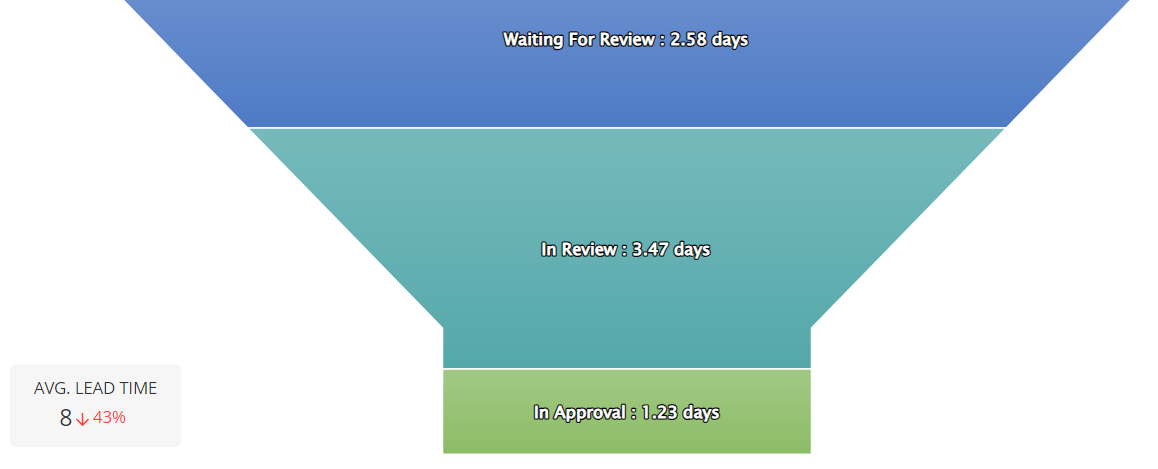 Waiting For Review : 2.58 days
In Review : 3.47 days
In Approval : 1.23 days
AVG. LEAD TIME
8↓43%